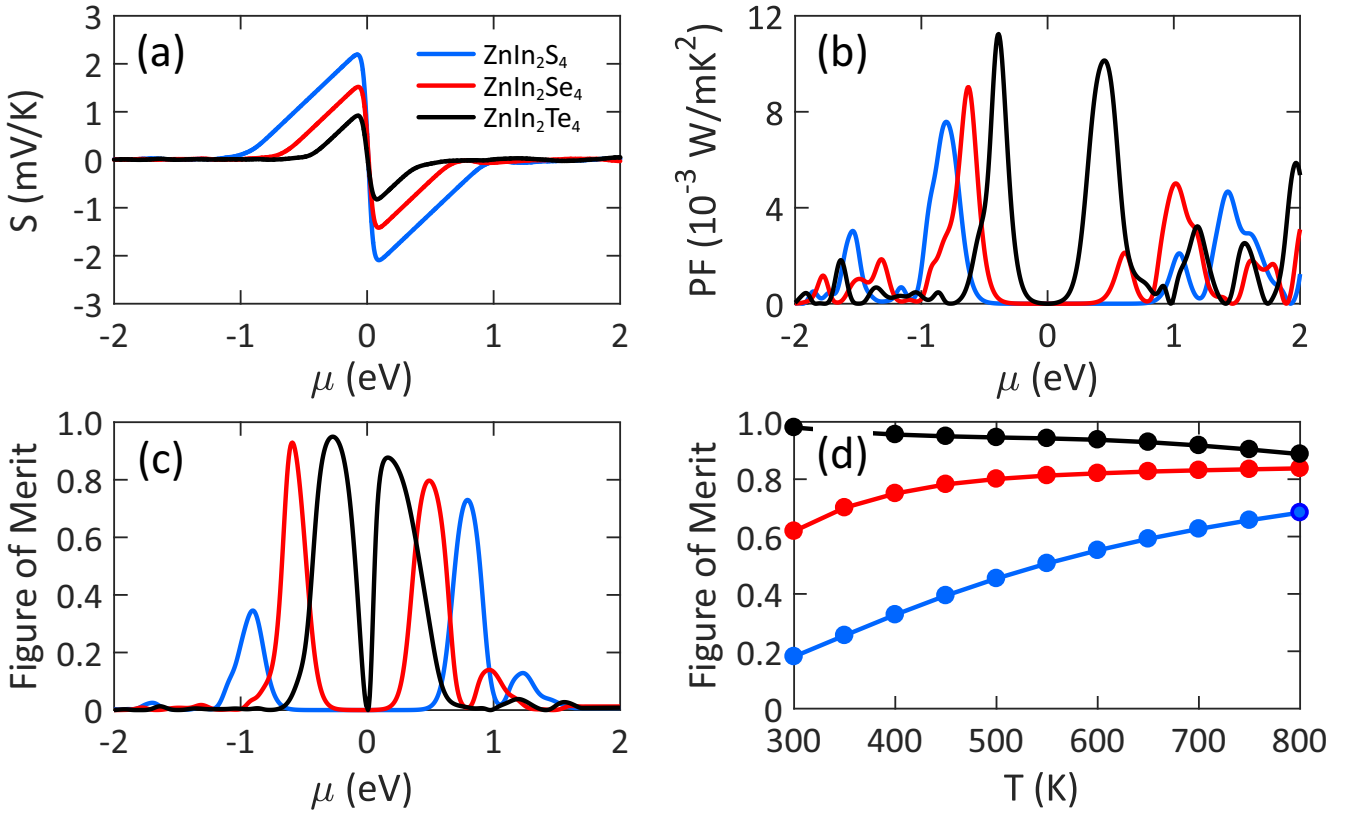 (a)
S (mV/K)
3
2
1
0
-1
-2
-3
ZnIn₂S₄
ZnIn₂Se₄
ZnIn₂Te₄
-2 -1 0 1 2
μ (eV)
(b)
PF (10⁻³ W/mK²)
12
8
4
0
-2 -1 0 1 2
μ (eV)
(c)
Figure of Merit
1.0
0.8
0.6
0.4
0.2
0
-2 -1 0 1 2
μ (eV)
(d)
Figure of Merit
1.0
0.8
0.6
0.4
0.2
0
300 400 500 600 700 800
T (K)